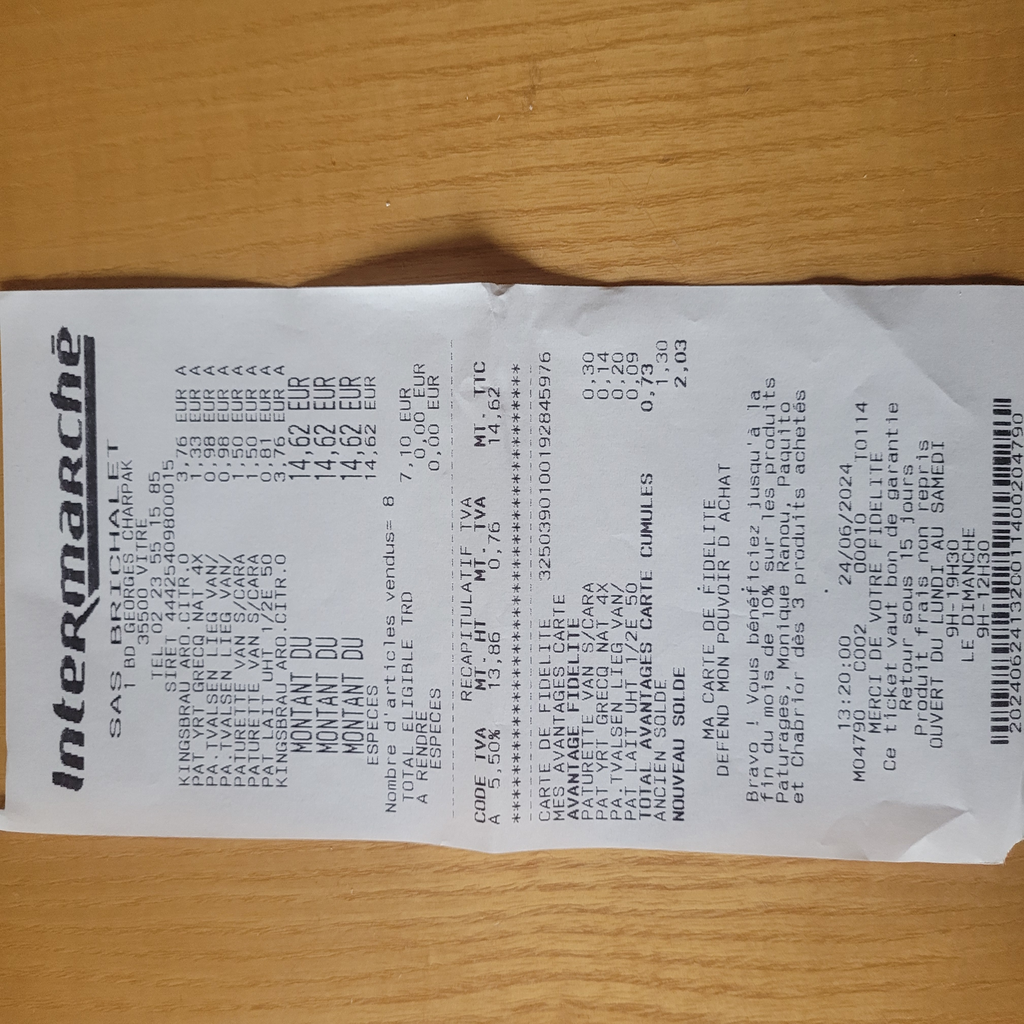 Intermarchē
SAS BRICHALET
1 BD GEORGES CHARPAK
35500 VITRE
TEL 02 23 55 15 85
SIRET 44425409800015
KINGSBRAU ARO.CITR.O 3,76 EUR A
PAT YRT GRECQ NAT 4X 1,33 EUR A
PA.TVALSEN LIEG VAN/ 0,98 EUR A
PA.TVALSEN LIEG VAN/ 0,98 EUR A
PATURETTE VAN S/CARA 1,50 EUR A
PATURETTE VAN S/CARA 1,50 EUR A
PAT LAIT UHT 1/2E 50 0,81 EUR A
KINGSBRAU ARO.CITR.O 3,76 EUR A
MONTANT DU 14,62 EUR
MONTANT DU 14,62 EUR
MONTANT DU 14,62 EUR
ESPECES 14,62 EUR
Nombre d'articles vendus= 8
TOTAL ELIGIBLE TRD 7,10 EUR
A RENDRE 0,00 EUR
ESPECES 0,00 EUR
RECAPITULATIF TVA
CODE TVA MT. HT MT. TVA MT. TTC
A 5,50% 13,86 0,76 14,62
CARTE DE FIDELITE 3250390100192845976
MES AVANTAGES CARTE
AVANTAGE FIDELITE
PATURETTE VAN S/CARA 0,30
PAT YRT GRECQ NAT 4X 0,14
PA.TVALSEN LIEG VAN/ 0,20
PAT LAIT UHT 1/2E 50 0,09
TOTAL AVANTAGES CARTE CUMULES 0,73
ANCIEN SOLDE 1,30
NOUVEAU SOLDE 2,03
MA CARTE DE FIDELITE
DEFEND MON POUVOIR D'ACHAT
Bravo ! Vous bénéficiez jusqu'à la
fin du mois de 10% sur les produits
Paturages, Monique Ranou, Paquito
et Chabrior dès 3 produits achetés
13:20:00 24/06/2024
M04790 C002 00010 T0114
MERCI DE VOTRE FIDELITE
Ce ticket vaut bon de garantie
Retour sous 15 jours
Produit frais non repris
OUVERT DU LUNDI AU SAMEDI
9H-19H30
LE DIMANCHE
9H-12H30
202406241320011400204790